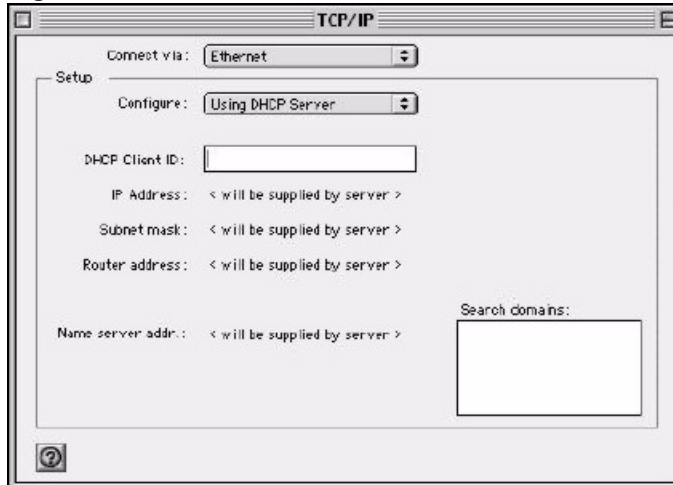 TCP/IP
Connect via: Ethernet
Setup
Configure: Using DHCP Server
DHCP Client ID:
IP Address: < will be supplied by server >
Subnet mask: < will be supplied by server >
Router address: < will be supplied by server >
Search domains:
Name server addr.: < will be supplied by server >
?